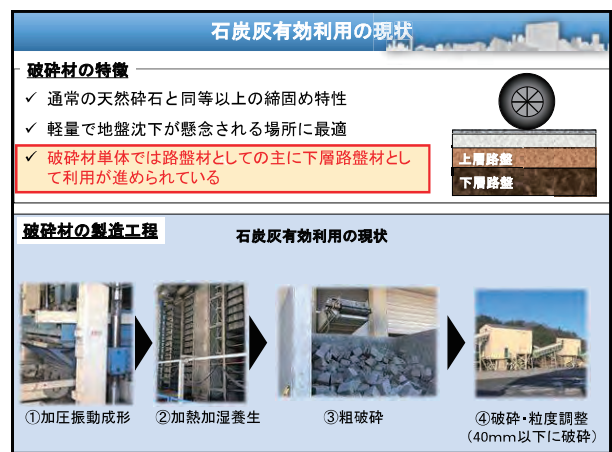 石炭灰有効利用の現状
破砕材の特徴
✓ 通常の天然砕石と同等以上の締固め特性
✓ 軽量で地盤沈下が懸念される場所に最適
✓ 破砕材単体では路盤材としての主に下層路盤材とし
て利用が進められている
上層路盤
下層路盤
破砕材の製造工程
石炭灰有効利用の現状
①加圧振動成形
②加熱加湿養生
③粗破砕
④破砕・粒度調整
(40mm以下に破砕)